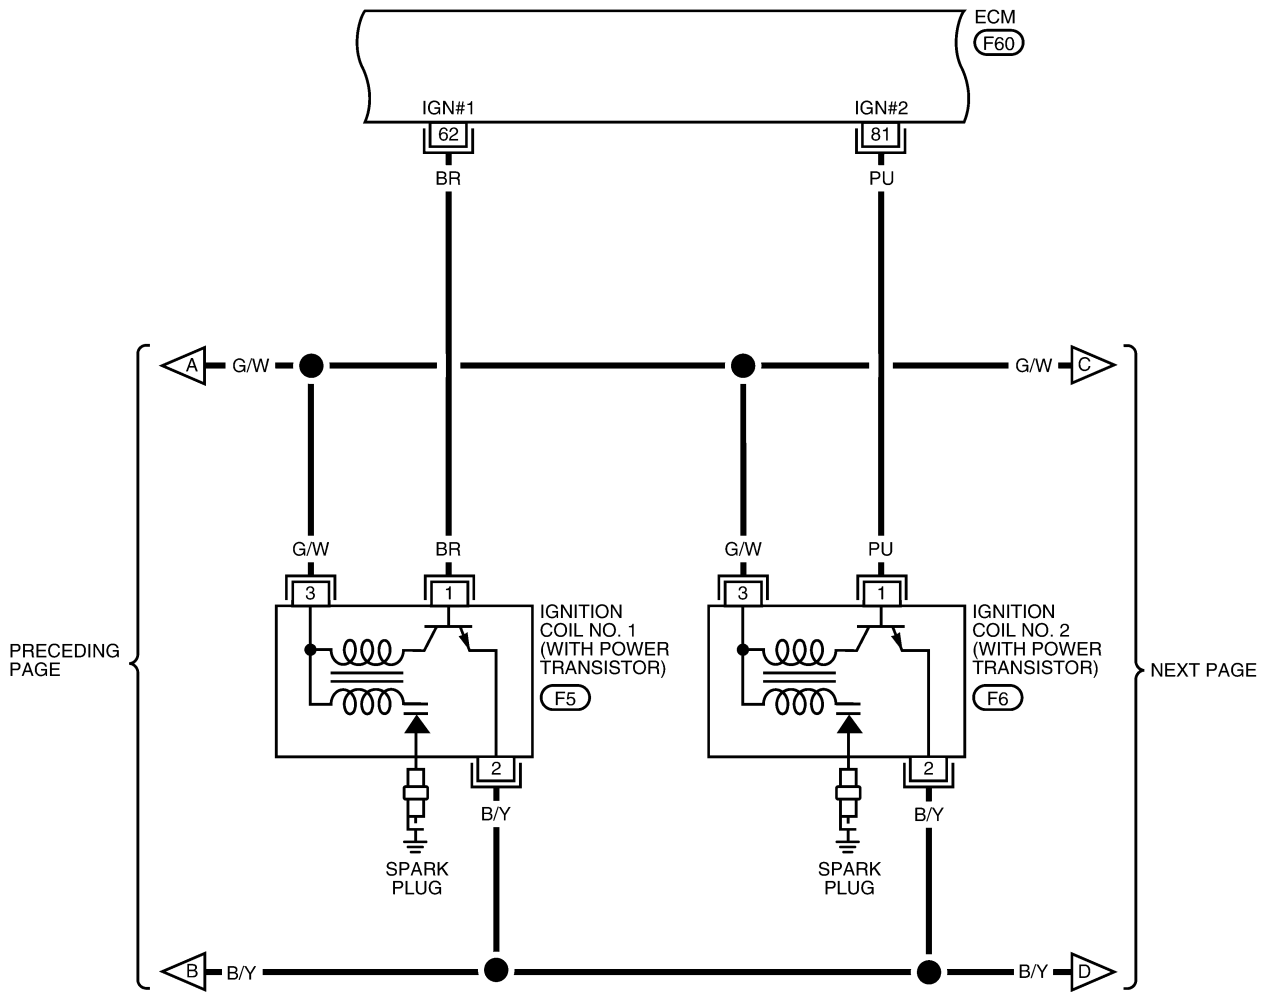 ECM
F60
IGN#1
IGN#2
62
81
BR
PU
A
G/W
G/W
C
G/W
BR
G/W
PU
3
1
3
1
IGNITION
COIL NO. 1
(WITH POWER
TRANSISTOR)
F5
IGNITION
COIL NO. 2
(WITH POWER
TRANSISTOR)
F6
PRECEDING
PAGE
NEXT PAGE
2
2
B/Y
B/Y
SPARK
PLUG
SPARK
PLUG
B
B/Y
B/Y
D